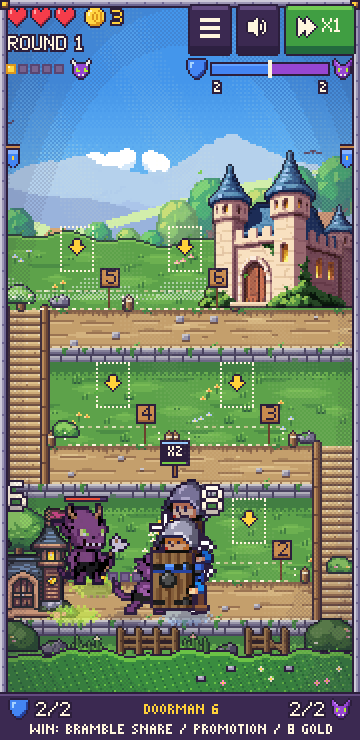 3
X1
ROUND 1
2 2
5 6
4 3
X2
5 8
2
2/2 DOORMAN 6 2/2
WIN: BRAMBLE SNARE / PROMOTION / 8 GOLD